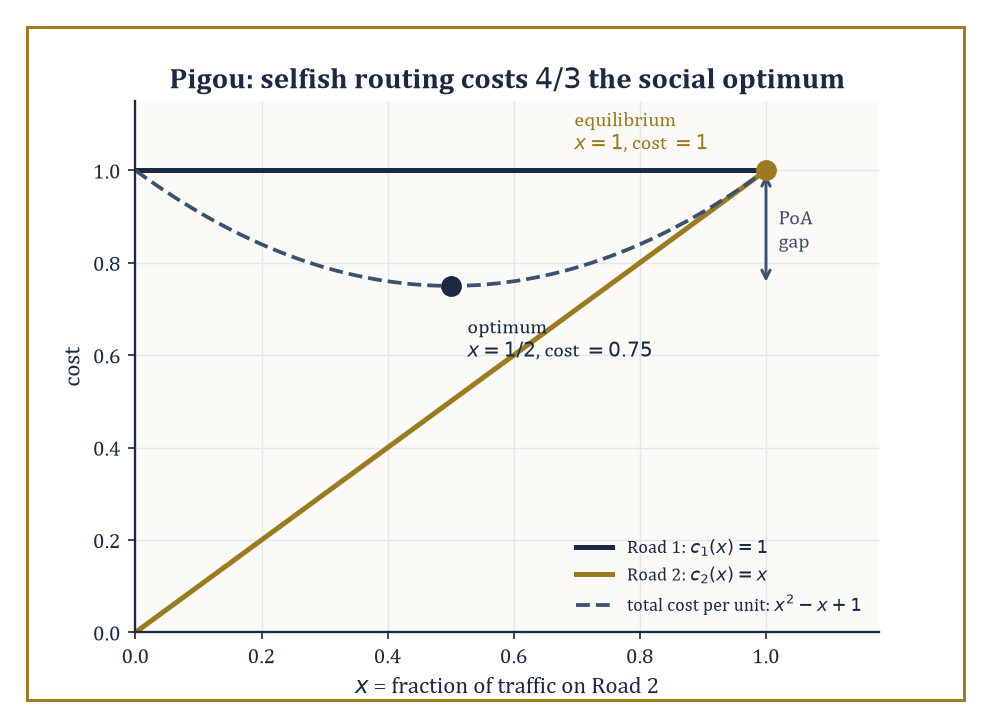 Pigou: selfish routing costs 4/3 the social optimum
equilibrium
x = 1, cost = 1
PoA
gap
optimum
x = 1/2, cost = 0.75
cost
1.0
0.8
0.6
0.4
0.2
0.0
Road 1: c₁(x) = 1
Road 2: c₂(x) = x
total cost per unit: x² − x + 1
0.0 0.2 0.4 0.6 0.8 1.0
x = fraction of traffic on Road 2